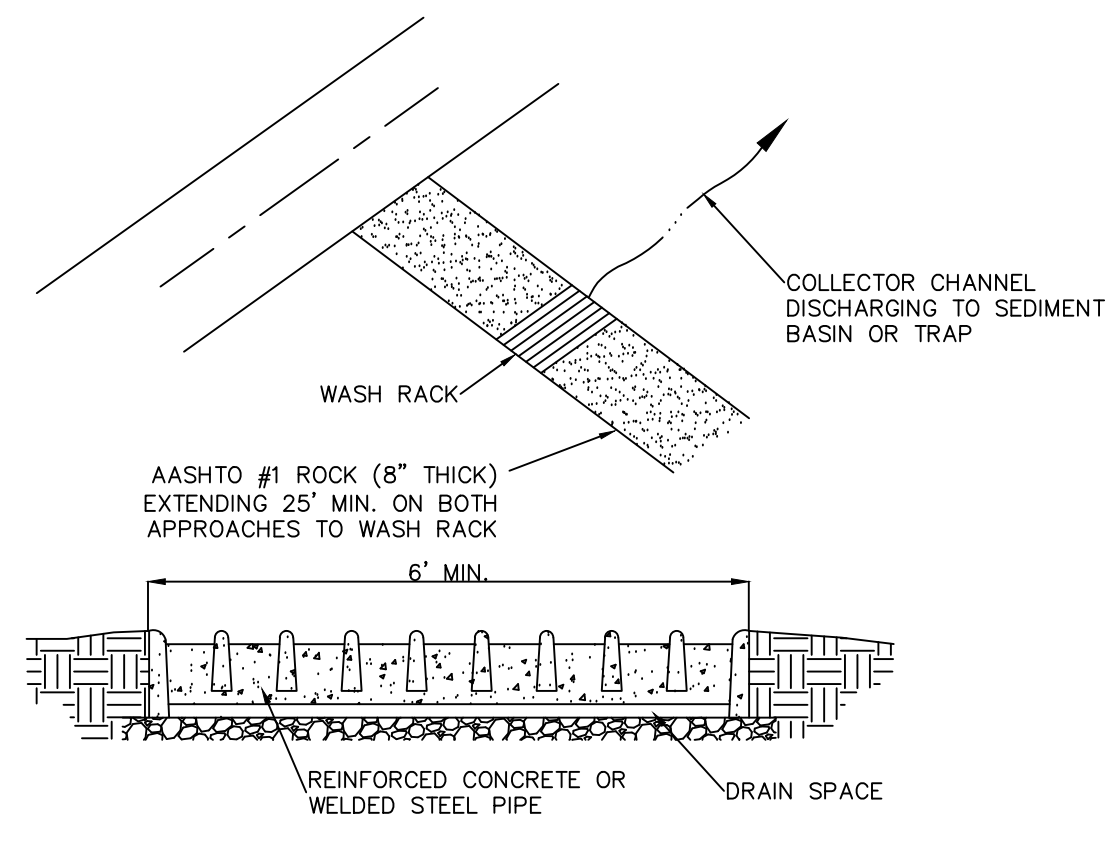 COLLECTOR CHANNEL
DISCHARGING TO SEDIMENT
BASIN OR TRAP
WASH RACK
AASHTO #1 ROCK (8" THICK)
EXTENDING 25' MIN. ON BOTH
APPROACHES TO WASH RACK
6' MIN.
REINFORCED CONCRETE OR
WELDED STEEL PIPE
DRAIN SPACE